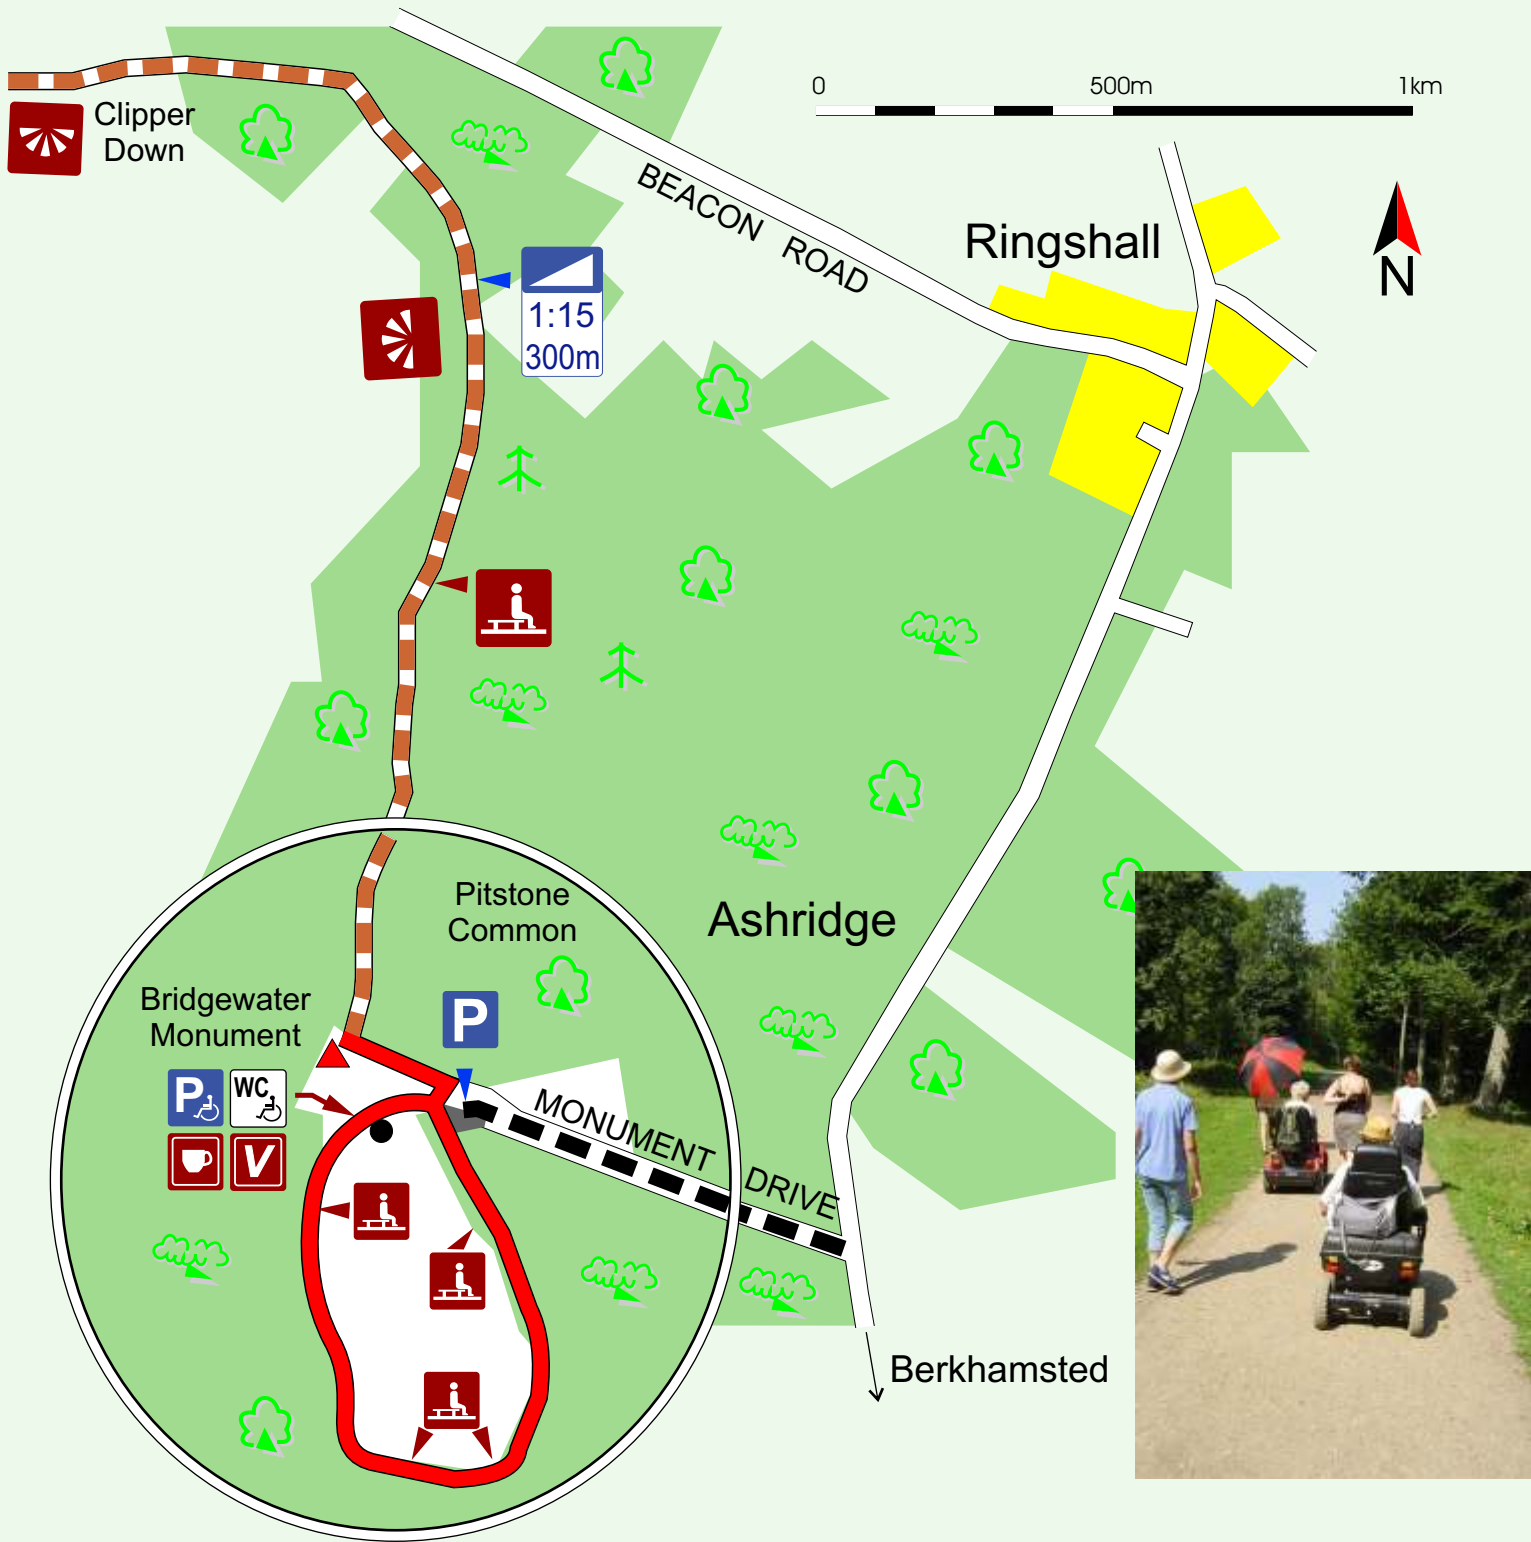 0 500m 1km
Clipper
Down
BEACON ROAD
Ringshall
N
1:15
300m
Pitstone
Common
Ashridge
Bridgewater
Monument
P
P
WC
V
MONUMENT DRIVE
Berkhamsted